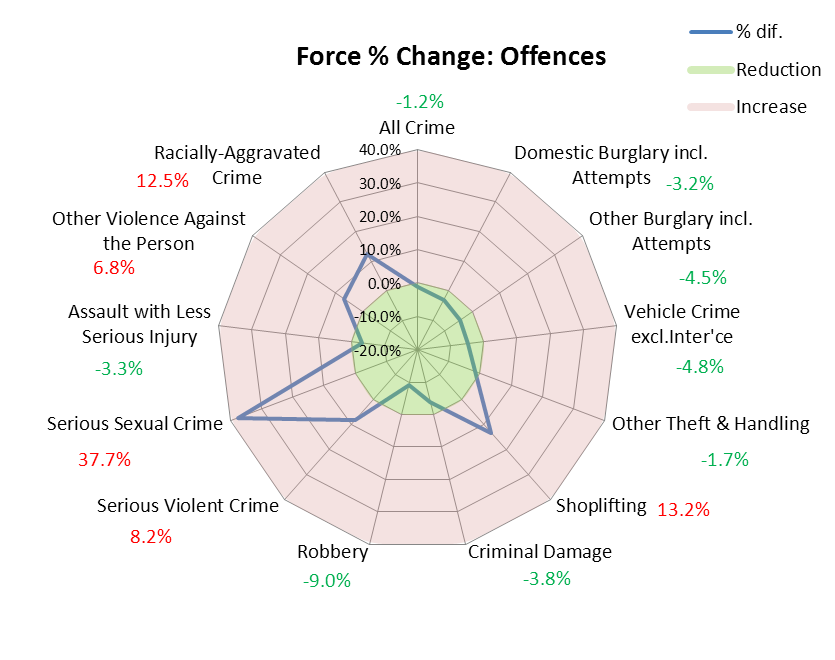 % dif.
Force % Change: Offences
Reduction
Increase
-1.2%
All Crime
40.0%
30.0%
20.0%
10.0%
0.0%
-10.0%
-20.0%
Domestic Burglary incl.
Attempts -3.2%
Other Burglary incl.
Attempts
-4.5%
Vehicle Crime
excl.Inter'ce
-4.8%
Other Theft & Handling
-1.7%
Shoplifting 13.2%
Criminal Damage
-3.8%
Robbery
-9.0%
Serious Violent Crime
8.2%
Serious Sexual Crime
37.7%
Assault with Less
Serious Injury
-3.3%
Other Violence Against
the Person
6.8%
Racially-Aggravated
12.5% Crime